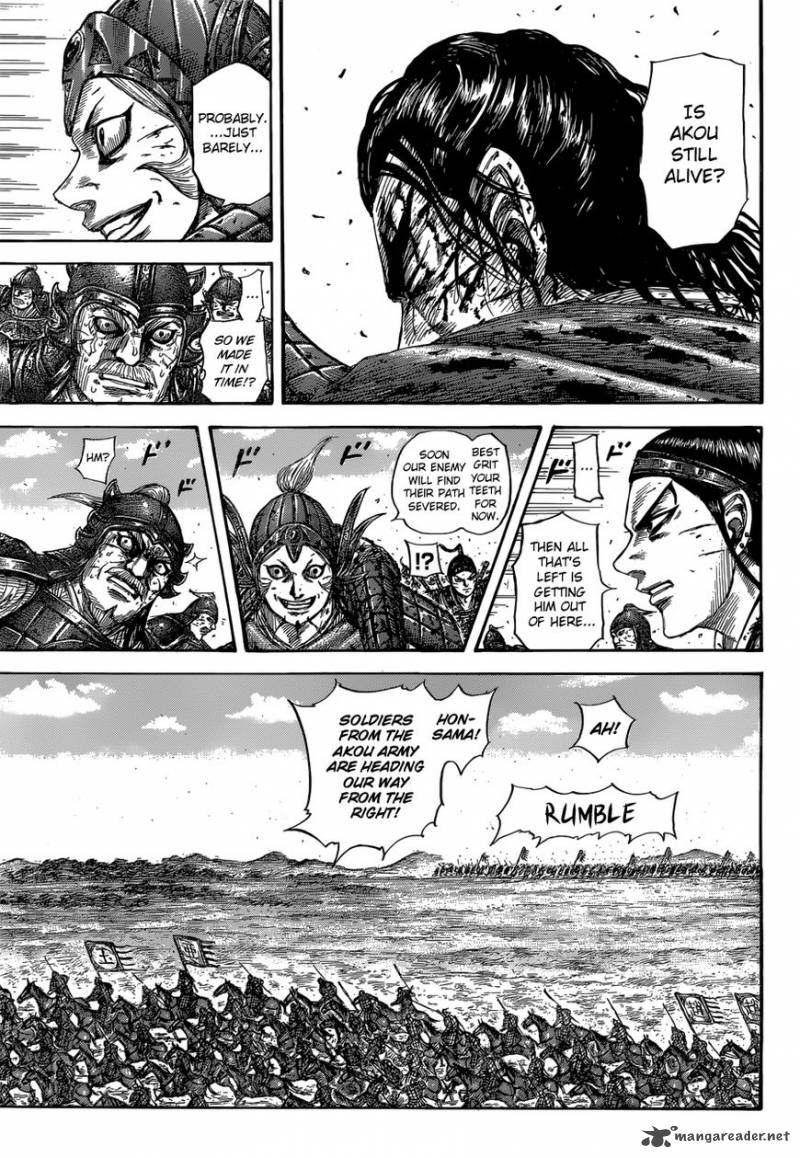 IS
AKOU
STILL
ALIVE?
PROBABLY.
...JUST
BARELY...
...
SO WE
MADE
IT IN
TIME!?
...
THEN ALL
THAT'S
LEFT IS
GETTING
HIM OUT
OF
HERE...
BEST
GRIT
YOUR
TEETH
FOR
NOW.
SOON
OUR ENEMY
WILL FIND
THEIR PATH
SEVERED.
!?
ド
ド
HM?
ド
ド
AH!
RUMBLE
HON-
SAMA!
SOLDIERS
FROM THE
AKOU ARMY
ARE HEADING
OUR WAY
FROM THE
RIGHT!
mangareader.net